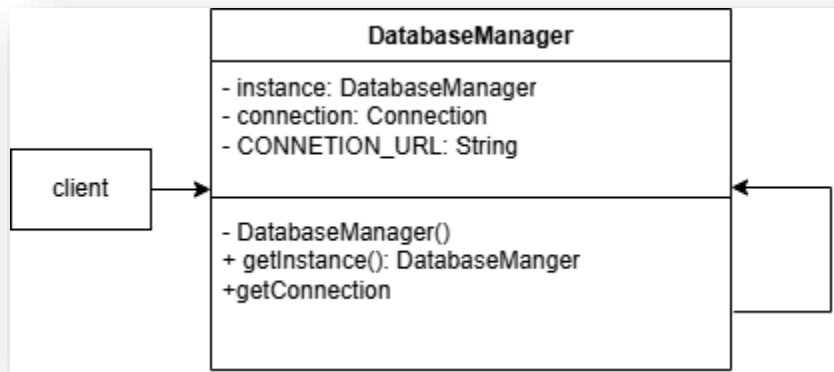 DatabaseManager
- instance: DatabaseManager
- connection: Connection
- CONNETION_URL: String
client
- DatabaseManager()
+ getInstance(): DatabaseManger
+getConnection